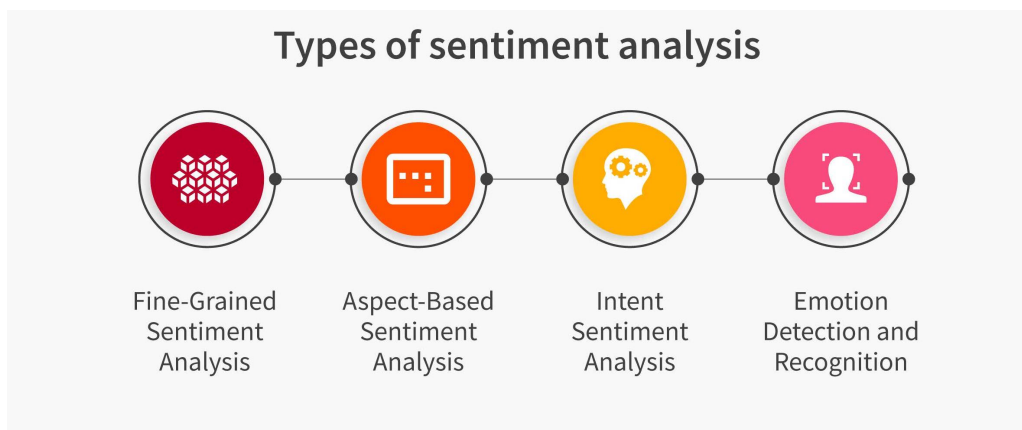 Types of sentiment analysis
Fine-Grained
Sentiment
Analysis
Aspect-Based
Sentiment
Analysis
Intent
Sentiment
Analysis
Emotion
Detection and
Recognition